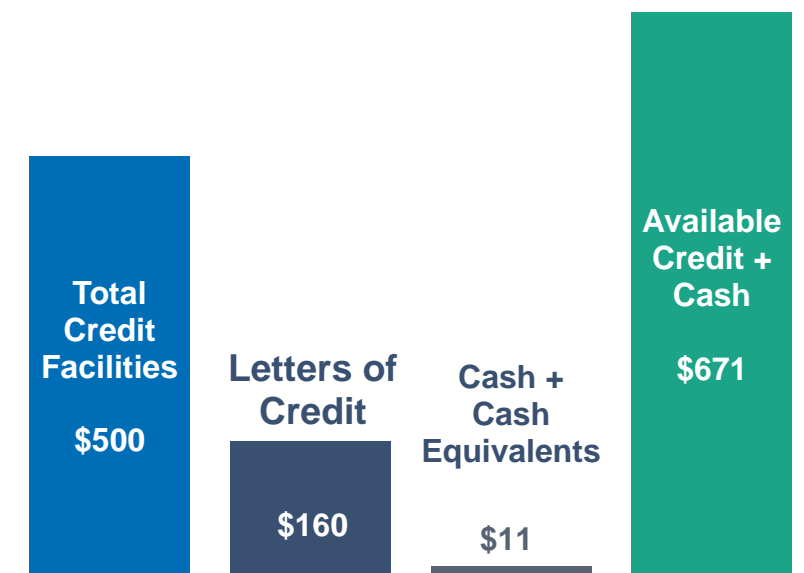 Total
Credit
Facilities
$500
Letters of
Credit
$160
Cash +
Cash
Equivalents
$11
Available
Credit +
Cash
$671